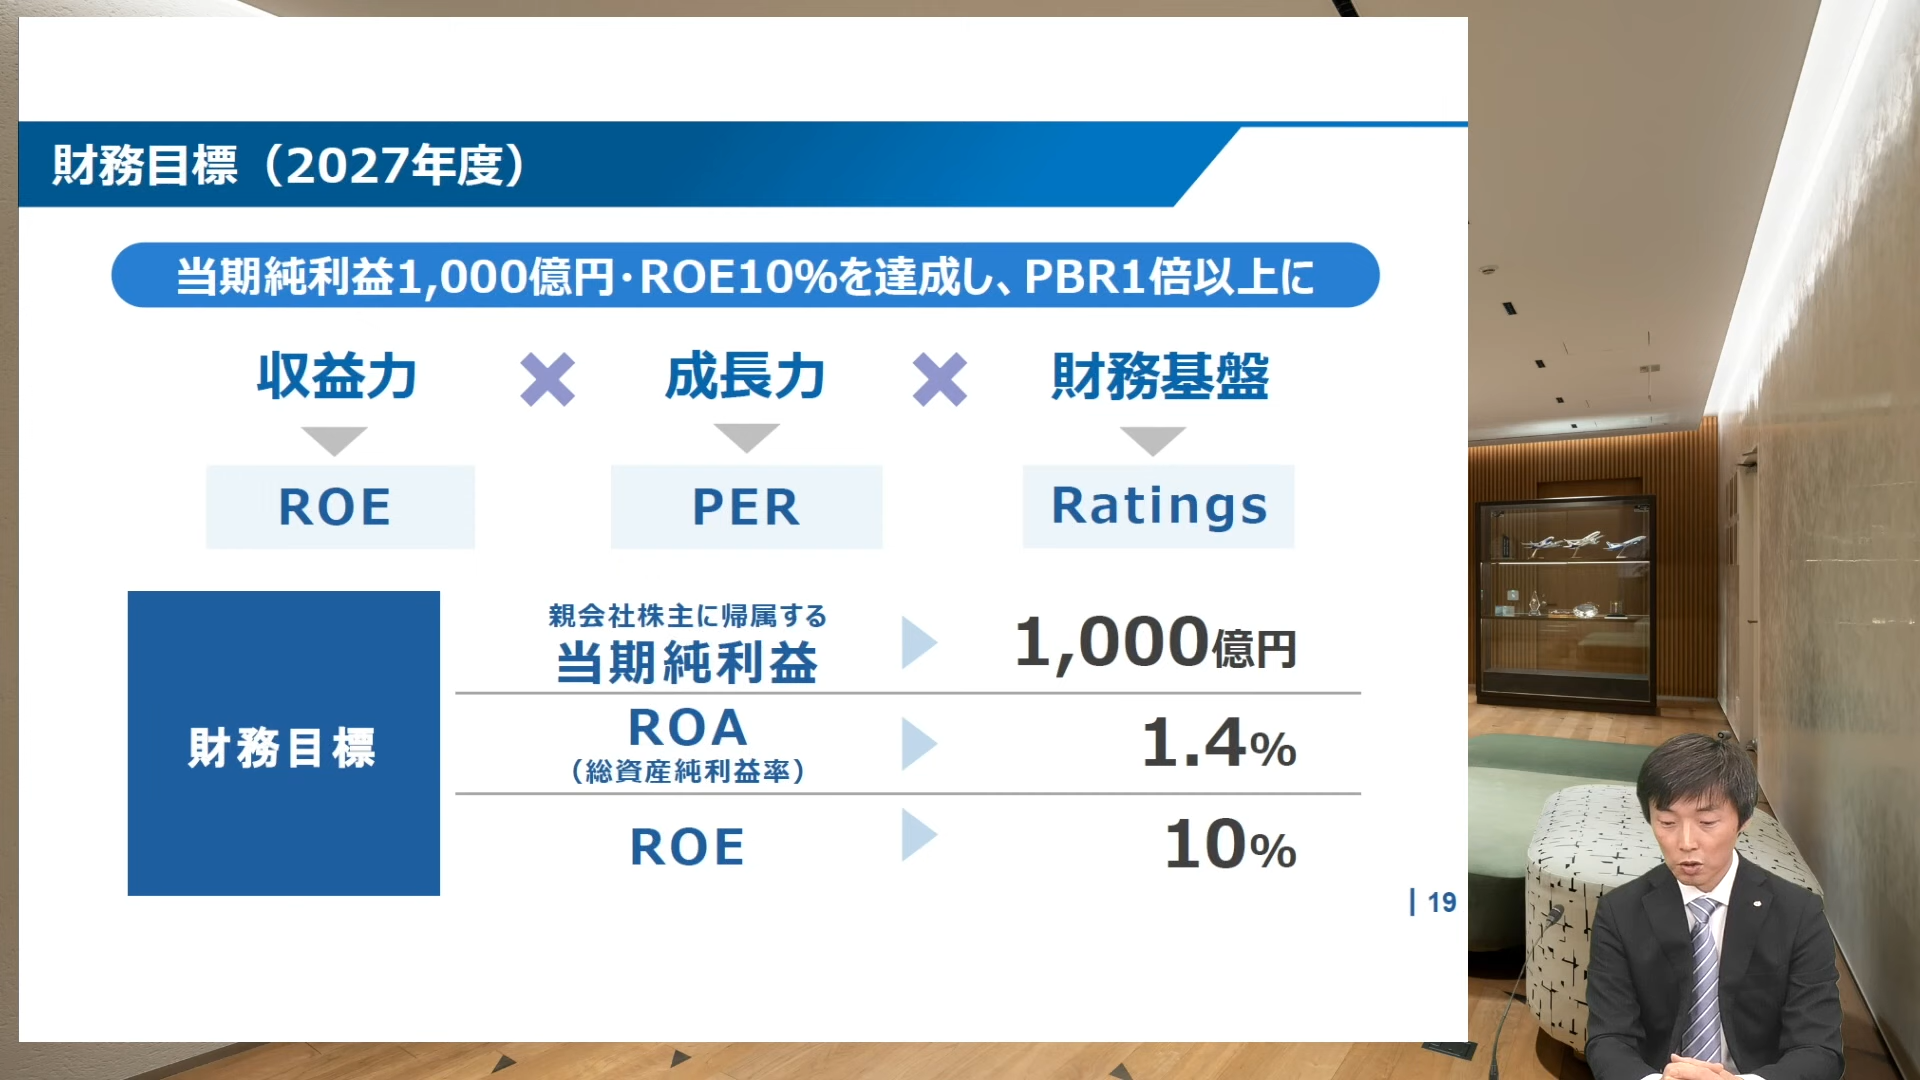 財務目標（2027年度）
当期純利益1,000億円・ROE10%を達成し、PBR1倍以上に
収益力 × 成長力 × 財務基盤
ROE PER Ratings
財務目標
親会社株主に帰属する
当期純利益 1,000億円
ROA 1.4%
（総資産純利益率）
ROE 10%
19